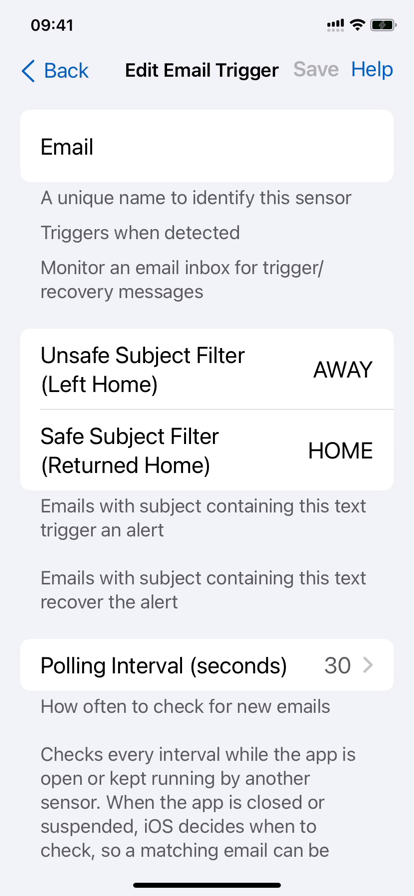 09:41
Back
Edit Email Trigger
Save
Help
Email
A unique name to identify this sensor
Triggers when detected
Monitor an email inbox for trigger/
recovery messages
Unsafe Subject Filter
(Left Home)
AWAY
Safe Subject Filter
(Returned Home)
HOME
Emails with subject containing this text
trigger an alert
Emails with subject containing this text
recover the alert
Polling Interval (seconds)
30
How often to check for new emails
Checks every interval while the app is
open or kept running by another
sensor. When the app is closed or
suspended, iOS decides when to
check, so a matching email can be